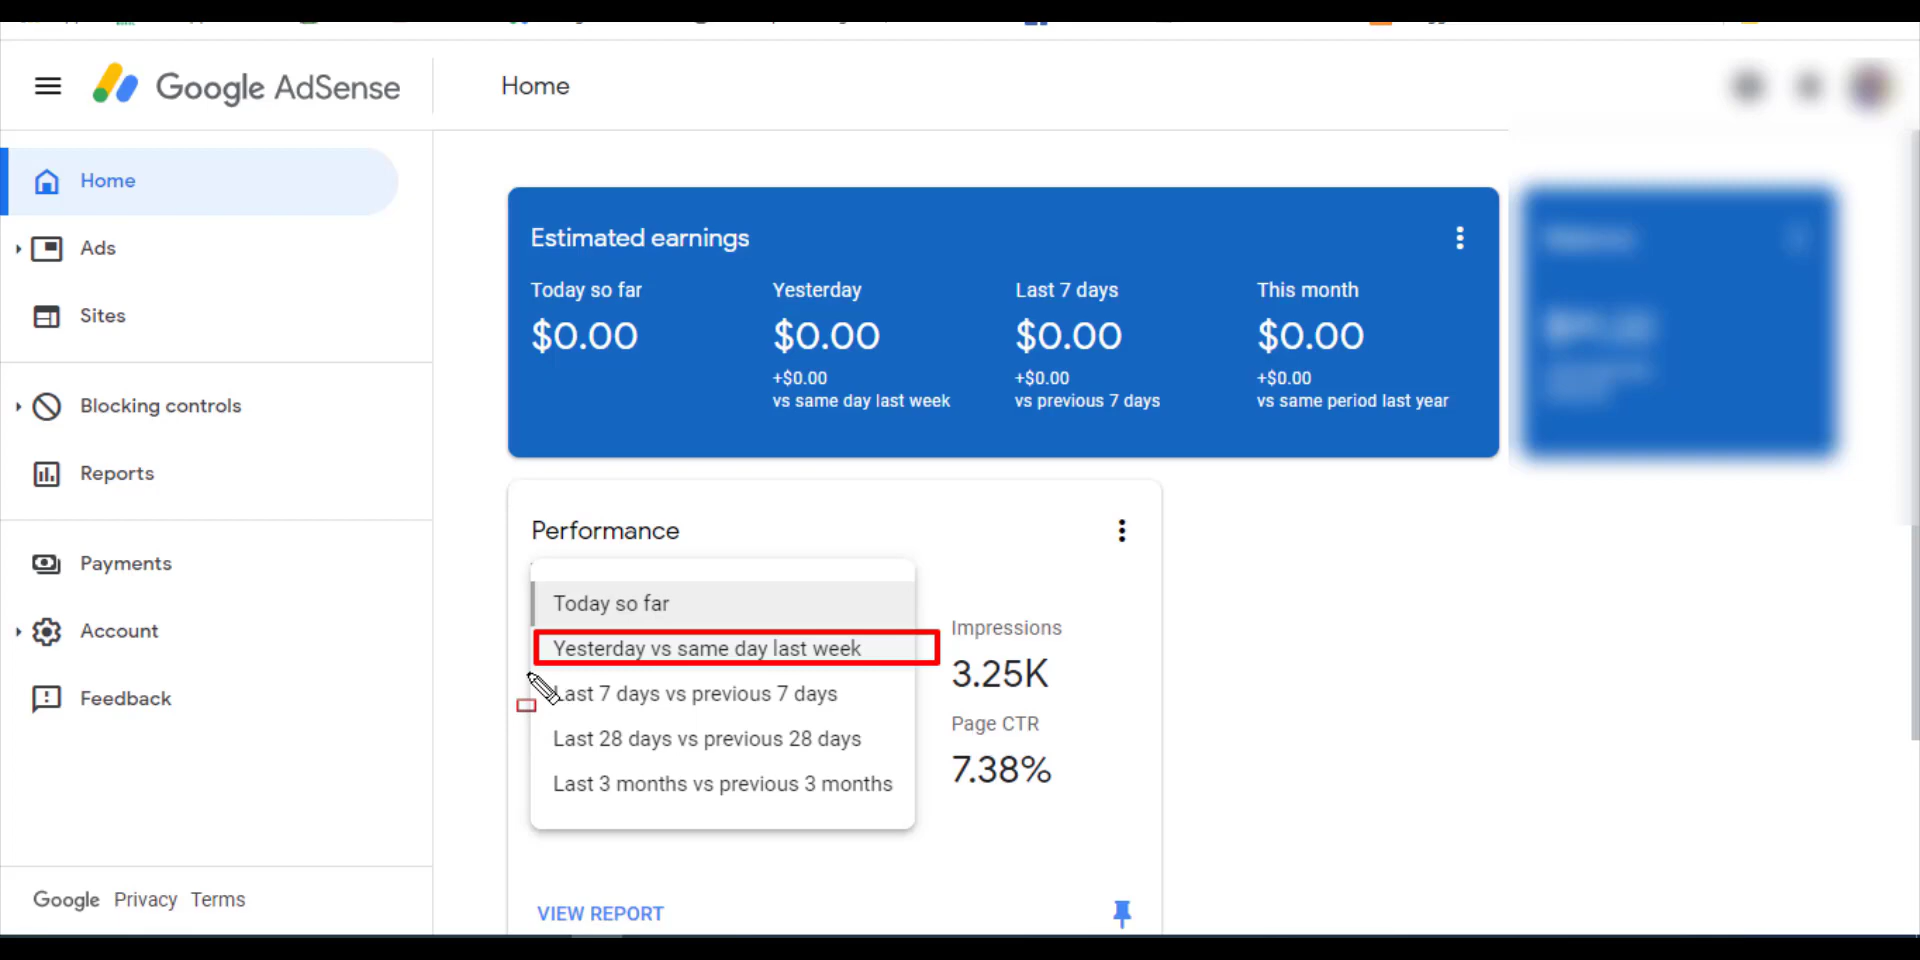 Google AdSense
Home
Home
Ads
Sites
Blocking controls
Reports
Payments
Account
Feedback
Google Privacy Terms
Estimated earnings
Today so far
$0.00
Yesterday
$0.00
+$0.00
vs same day last week
Last 7 days
$0.00
+$0.00
vs previous 7 days
This month
$0.00
+$0.00
vs same period last year
Performance
Today so far
Yesterday vs same day last week
Last 7 days vs previous 7 days
Last 28 days vs previous 28 days
Last 3 months vs previous 3 months
Impressions
3.25K
Page CTR
7.38%
VIEW REPORT